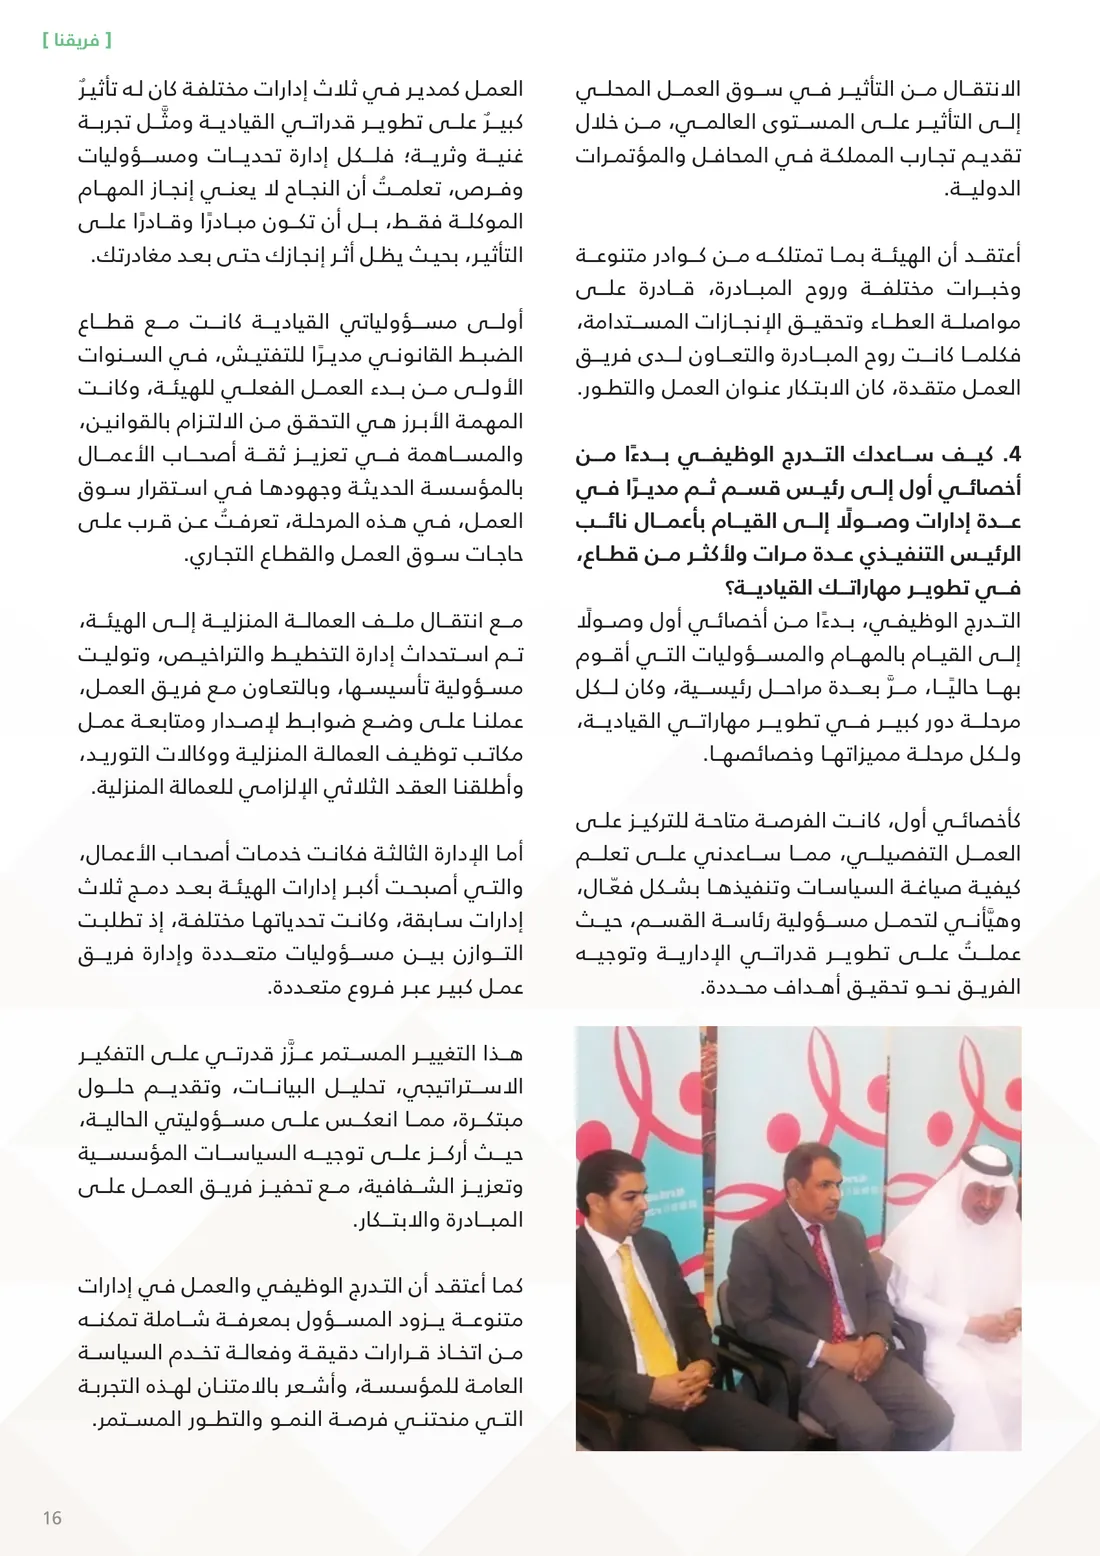 [ فريقنا ]
الانتقال من التأثير في سوق العمل المحلي
إلى التأثير على المستوى العالمي، من خلال
تقديم تجارب المملكة في المحافل والمؤتمرات
الدولية.
أعتقد أن الهيئة بما تمتلكه من كوادر متنوعة
وخبرات مختلفة وروح المبادرة، قادرة على
مواصلة العطاء وتحقيق الإنجازات المستدامة،
فكلما كانت روح المبادرة والتعاون لدى فريق
العمل متقدة، كان الابتكار عنوان العمل والتطور.
4. كيف ساعدك التدرج الوظيفي بدءًا من
أخصائي أول إلى رئيس قسم ثم مديرًا في
عدة إدارات وصولًا إلى القيام بأعمال نائب
الرئيس التنفيذي عدة مرات ولأكثر من قطاع،
في تطوير مهاراتك القيادية؟
التدرج الوظيفي، بدءًا من أخصائي أول وصولًا
إلى القيام بالمهام والمسؤوليات التي أقوم
بها حاليًا، مرَّ بعدة مراحل رئيسية، وكان لكل
مرحلة دور كبير في تطوير مهاراتي القيادية،
ولكل مرحلة مميزاتها وخصائصها.
كأخصائي أول، كانت الفرصة متاحة للتركيز على
العمل التفصيلي، مما ساعدني على تعلم
كيفية صياغة السياسات وتنفيذها بشكل فعّال،
وهيَّأني لتحمل مسؤولية رئاسة القسم، حيث
عملتُ على تطوير قدراتي الإدارية وتوجيه
الفريق نحو تحقيق أهداف محددة.
العمل كمدير في ثلاث إدارات مختلفة كان له تأثيرٌ
كبيرٌ على تطوير قدراتي القيادية ومثَّل تجربة
غنية وثرية؛ فلكل إدارة تحديات ومسؤوليات
وفرص، تعلمتُ أن النجاح لا يعني إنجاز المهام
الموكلة فقط، بل أن تكون مبادرًا وقادرًا على
التأثير، بحيث يظل أثر إنجازك حتى بعد مغادرتك.
أولى مسؤولياتي القيادية كانت مع قطاع
الضبط القانوني مديرًا للتفتيش، في السنوات
الأولى من بدء العمل الفعلي للهيئة، وكانت
المهمة الأبرز هي التحقق من الالتزام بالقوانين،
والمساهمة في تعزيز ثقة أصحاب الأعمال
بالمؤسسة الحديثة وجهودها في استقرار سوق
العمل، في هذه المرحلة، تعرفتُ عن قرب على
حاجات سوق العمل والقطاع التجاري.
مع انتقال ملف العمالة المنزلية إلى الهيئة،
تم استحداث إدارة التخطيط والتراخيص، وتوليت
مسؤولية تأسيسها، وبالتعاون مع فريق العمل،
عملنا على وضع ضوابط لإصدار ومتابعة عمل
مكاتب توظيف العمالة المنزلية ووكالات التوريد،
وأطلقنا العقد الثلاثي الإلزامي للعمالة المنزلية.
أما الإدارة الثالثة فكانت خدمات أصحاب الأعمال،
والتي أصبحت أكبر إدارات الهيئة بعد دمج ثلاث
إدارات سابقة، وكانت تحدياتها مختلفة، إذ تطلبت
التوازن بين مسؤوليات متعددة وإدارة فريق
عمل كبير عبر فروع متعددة.
هذا التغيير المستمر عزَّز قدرتي على التفكير
الاستراتيجي، تحليل البيانات، وتقديم حلول
مبتكرة، مما انعكس على مسؤوليتي الحالية،
حيث أركز على توجيه السياسات المؤسسية
وتعزيز الشفافية، مع تحفيز فريق العمل على
المبادرة والابتكار.
كما أعتقد أن التدرج الوظيفي والعمل في إدارات
متنوعة يزود المسؤول بمعرفة شاملة تمكنه
من اتخاذ قرارات دقيقة وفعالة تخدم السياسة
العامة للمؤسسة، وأشعر بالامتنان لهذه التجربة
التي منحتني فرصة النمو والتطور المستمر.
16